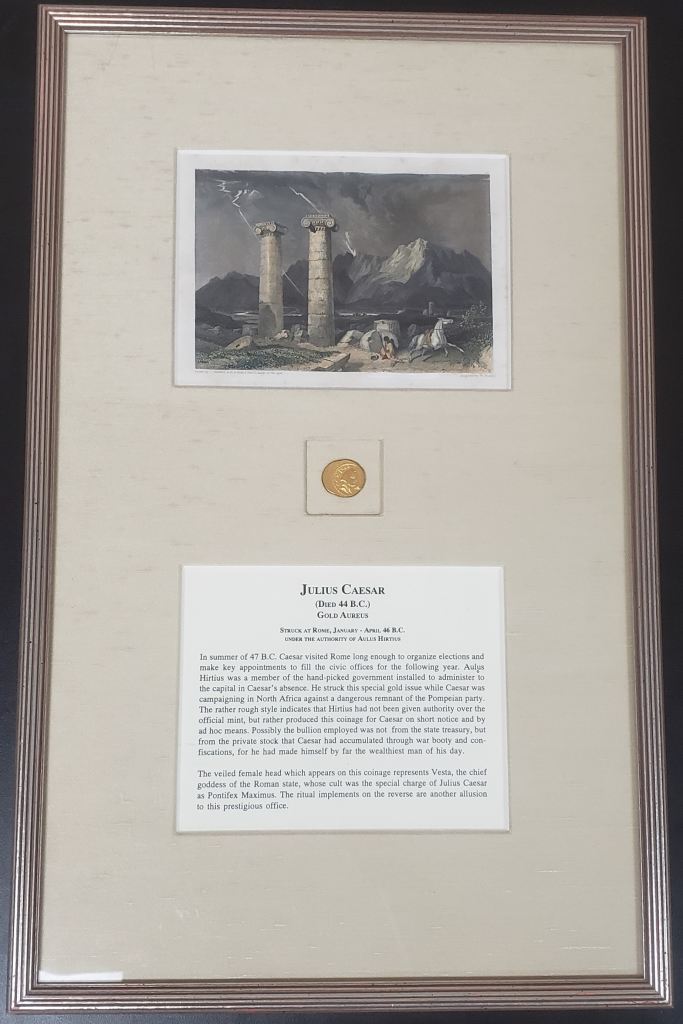 JULIUS CAESAR
(DIED 44 B.C.)
GOLD AUREUS
STRUCK AT ROME, JANUARY - APRIL 46 B.C.
UNDER THE AUTHORITY OF AULUS HIRTIUS
In summer of 47 B.C. Caesar visited Rome long enough to organize elections and
make key appointments to fill the civic offices for the following year. Aulus
Hirtius was a member of the hand-picked government installed to administer to
the capital in Caesar's absence. He struck this special gold issue while Caesar was
campaigning in North Africa against a dangerous remnant of the Pompeian party.
The rather rough style indicates that Hirtius had not been given authority over the
official mint, but rather produced this coinage for Caesar on short notice and by
ad hoc means. Possibly the bullion employed was not from the state treasury, but
from the private stock that Caesar had accumulated through war booty and con-
fiscations, for he had made himself by far the wealthiest man of his day.
The veiled female head which appears on this coinage represents Vesta, the chief
goddess of the Roman state, whose cult was the special charge of Julius Caesar
as Pontifex Maximus. The ritual implements on the reverse are another allusion
to this prestigious office.